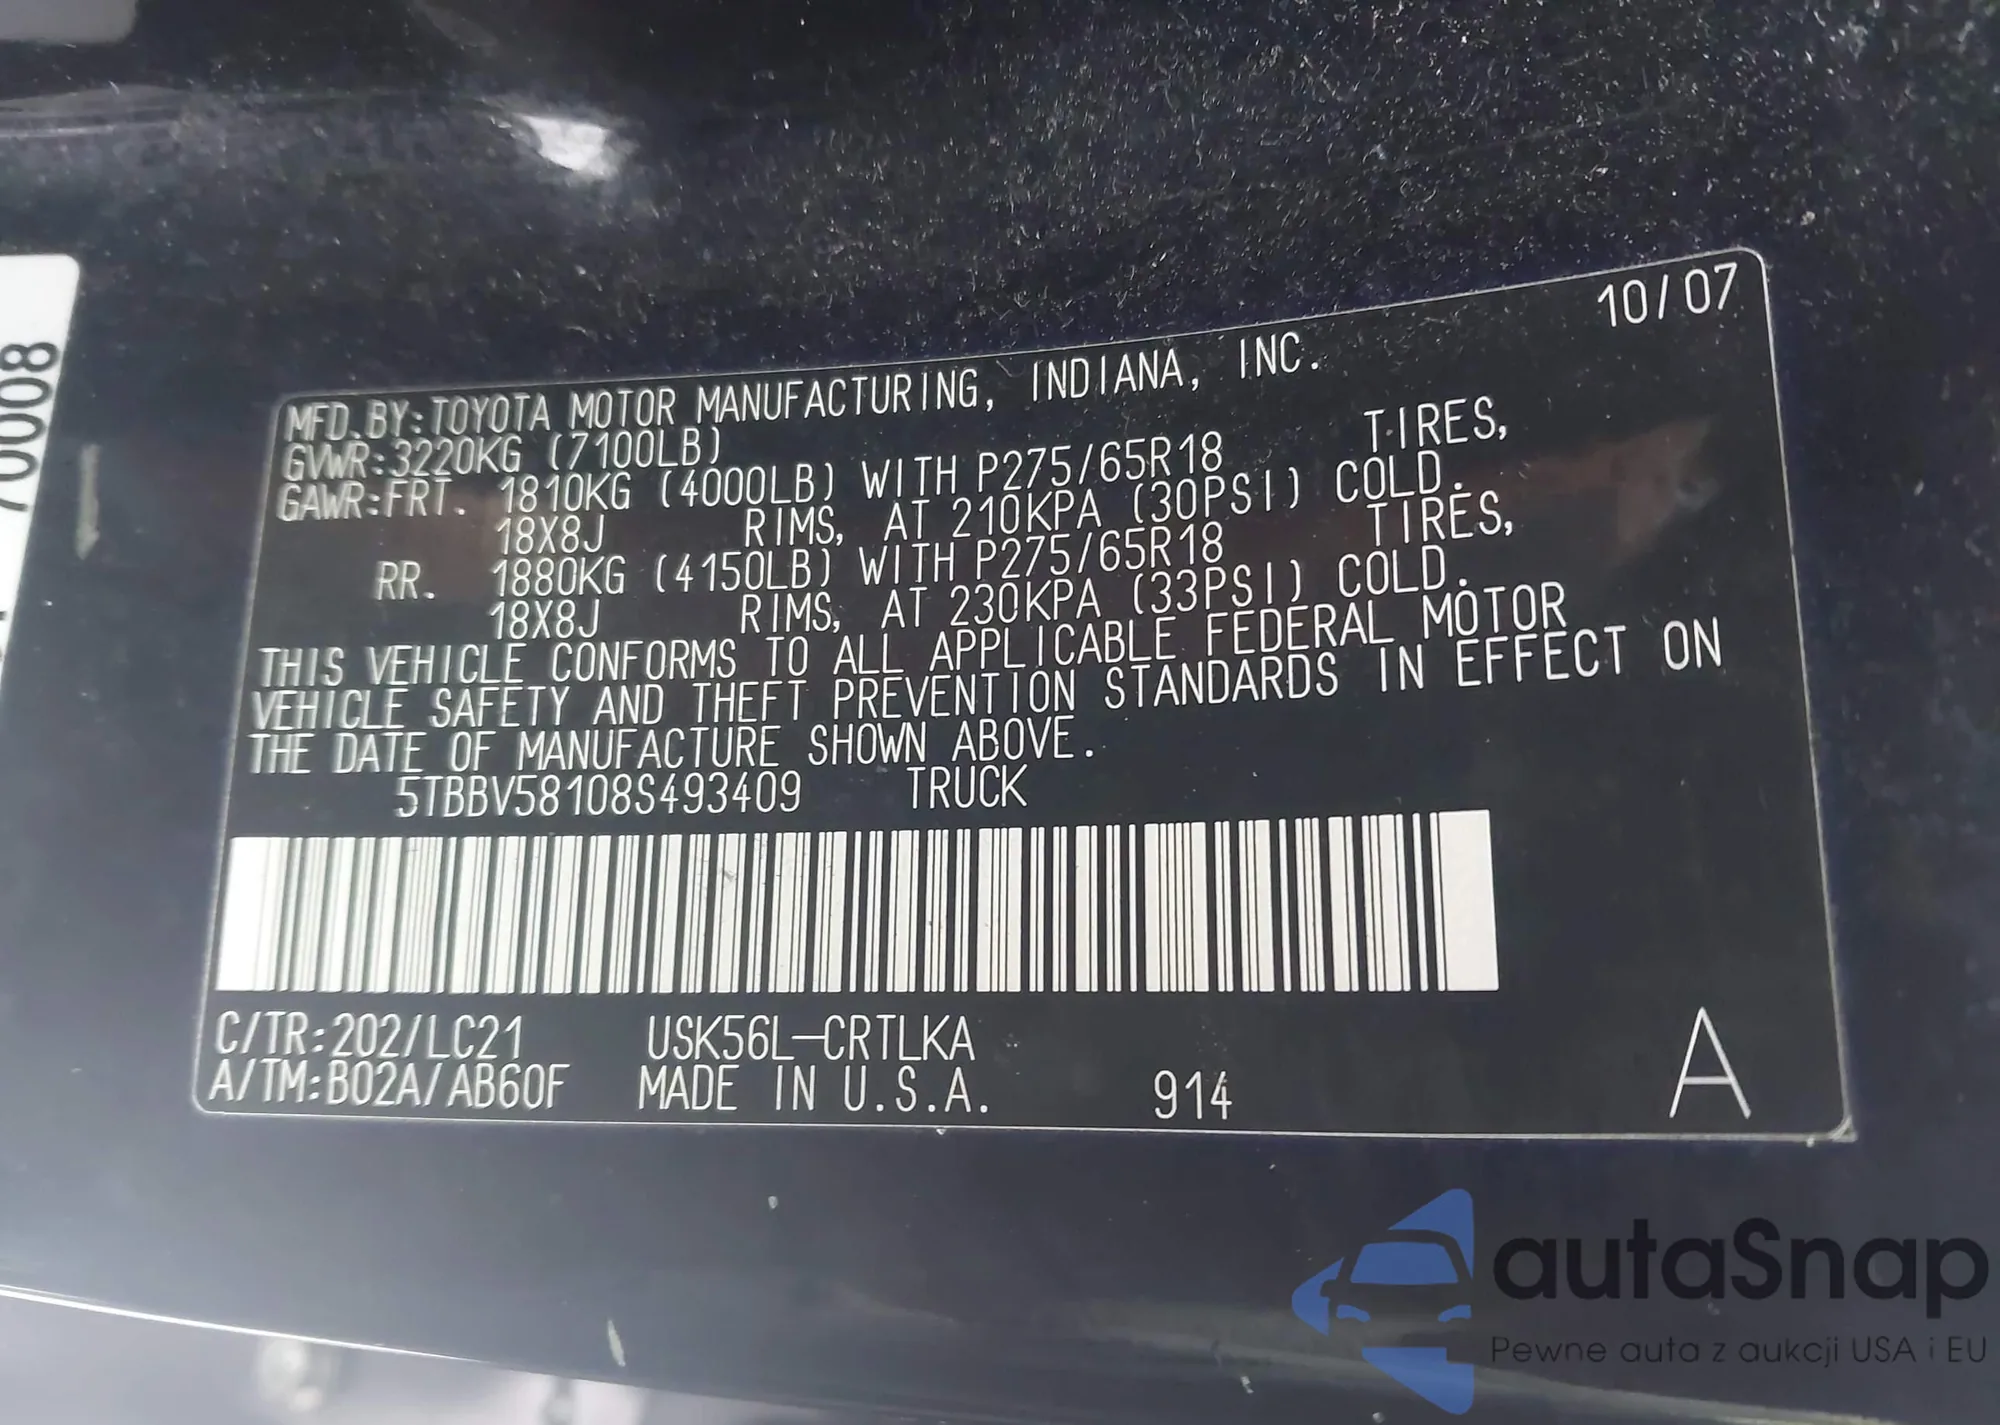 10/07
MFD.BY:TOYOTA MOTOR MANUFACTURING, INDIANA, INC.
GVWR:3220KG (7100LB)
GAWR:FRT. 1810KG (4000LB) WITH P275/65R18 TIRES,
18X8J RIMS, AT 210KPA (30PSI) COLD.
RR. 1880KG (4150LB) WITH P275/65R18 TIRES,
18X8J RIMS, AT 230KPA (33PSI) COLD.
THIS VEHICLE CONFORMS TO ALL APPLICABLE FEDERAL MOTOR
VEHICLE SAFETY AND THEFT PREVENTION STANDARDS IN EFFECT ON
THE DATE OF MANUFACTURE SHOWN ABOVE.
5TBBV58108S493409 TRUCK
C/TR:202/LC21 USK56L-CRTLKA
A/TM:B02A/AB60F MADE IN U.S.A. 914 A
autaSnap
Pewne auta z aukcji USA i EU